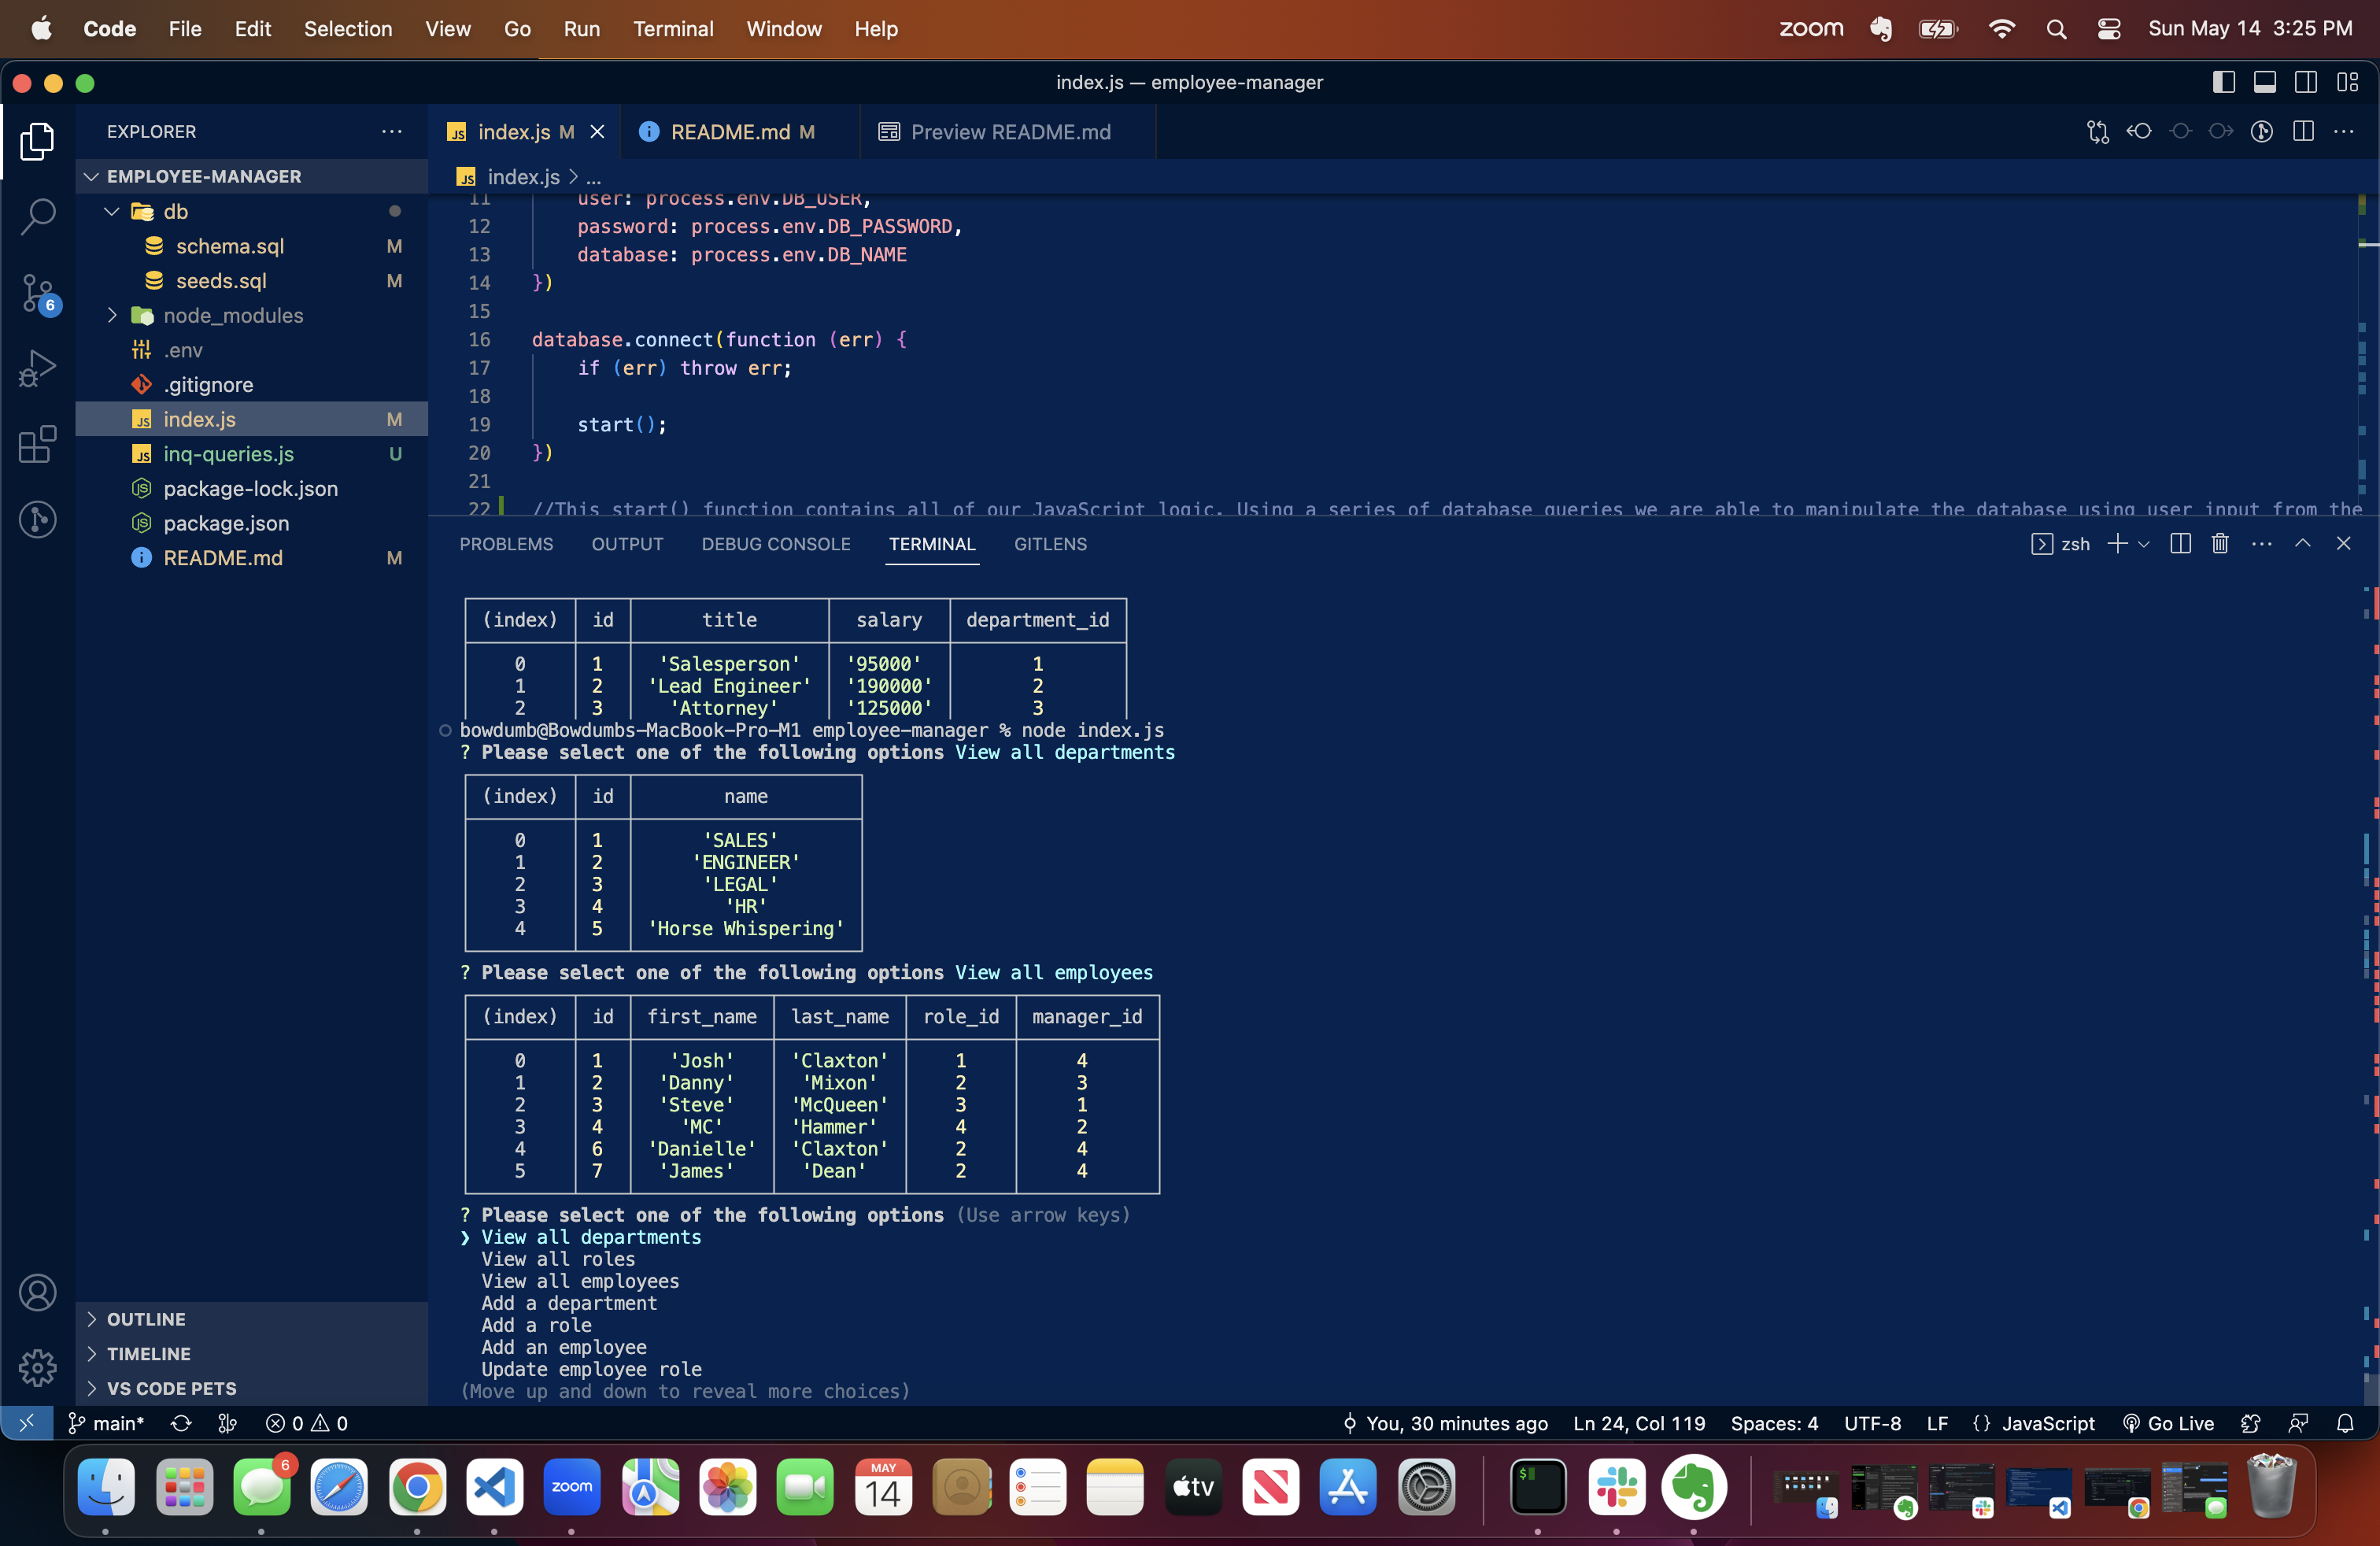 Code File Edit Selection View Go Run Terminal Window Help zoom Sun May 14 3:25 PM
index.js — employee-manager
EXPLORER
EMPLOYEE-MANAGER
db
schema.sql M
seeds.sql M
node_modules
.env
.gitignore
index.js M
inq-queries.js U
package-lock.json
package.json
README.md M
OUTLINE
TIMELINE
VS CODE PETS
6
index.js M README.md M Preview README.md
index.js > ...
11 user: process.env.DB_USER,
12 password: process.env.DB_PASSWORD,
13 database: process.env.DB_NAME
14 })
15
16 database.connect(function (err) {
17 if (err) throw err;
18
19 start();
20 })
21
22 //This start() function contains all of our JavaScript logic. Using a series of database queries we are able to manipulate the database using user input from the
PROBLEMS OUTPUT DEBUG CONSOLE TERMINAL GITLENS zsh
(index) id title salary department_id
0 1 'Salesperson' '95000' 1
1 2 'Lead Engineer' '190000' 2
2 3 'Attorney' '125000' 3
bowdumb@Bowdumbs-MacBook-Pro-M1 employee-manager % node index.js
? Please select one of the following options View all departments
(index) id name
0 1 'SALES'
1 2 'ENGINEER'
2 3 'LEGAL'
3 4 'HR'
4 5 'Horse Whispering'
? Please select one of the following options View all employees
(index) id first_name last_name role_id manager_id
0 1 'Josh' 'Claxton' 1 4
1 2 'Danny' 'Mixon' 2 3
2 3 'Steve' 'McQueen' 3 1
3 4 'MC' 'Hammer' 4 2
4 6 'Danielle' 'Claxton' 2 4
5 7 'James' 'Dean' 2 4
? Please select one of the following options (Use arrow keys)
❯ View all departments
View all roles
View all employees
Add a department
Add a role
Add an employee
Update employee role
(Move up and down to reveal more choices)
main* 0 0 You, 30 minutes ago Ln 24, Col 119 Spaces: 4 UTF-8 LF {} JavaScript Go Live
6 zoom MAY 14 tv $